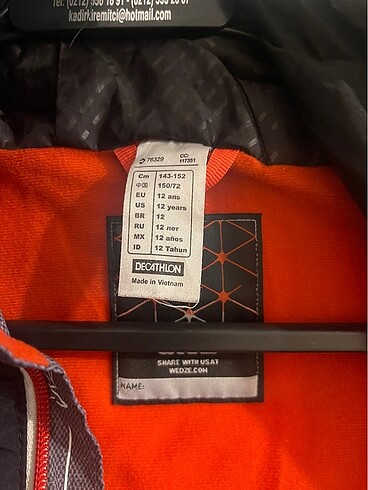 kadirkiremitci@hotmail.com
76329 CC:
117351
Cm 143-152
中国 150/72
EU 12 ans
US 12 years
BR 12
RU 12 лет
MX 12 años
ID 12 Tahun
DECATHLON
Made in Vietnam
SHARE WITH US AT
WEDZE.COM
NAME: